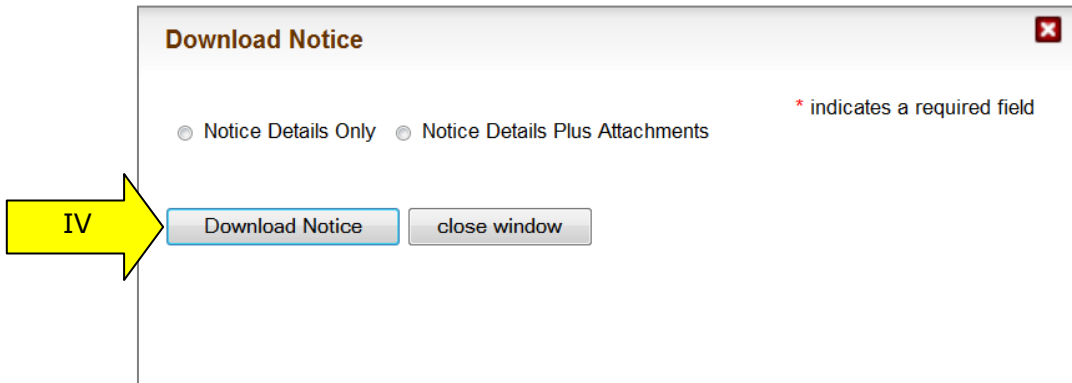 Download Notice
* indicates a required field
Notice Details Only Notice Details Plus Attachments
IV Download Notice close window